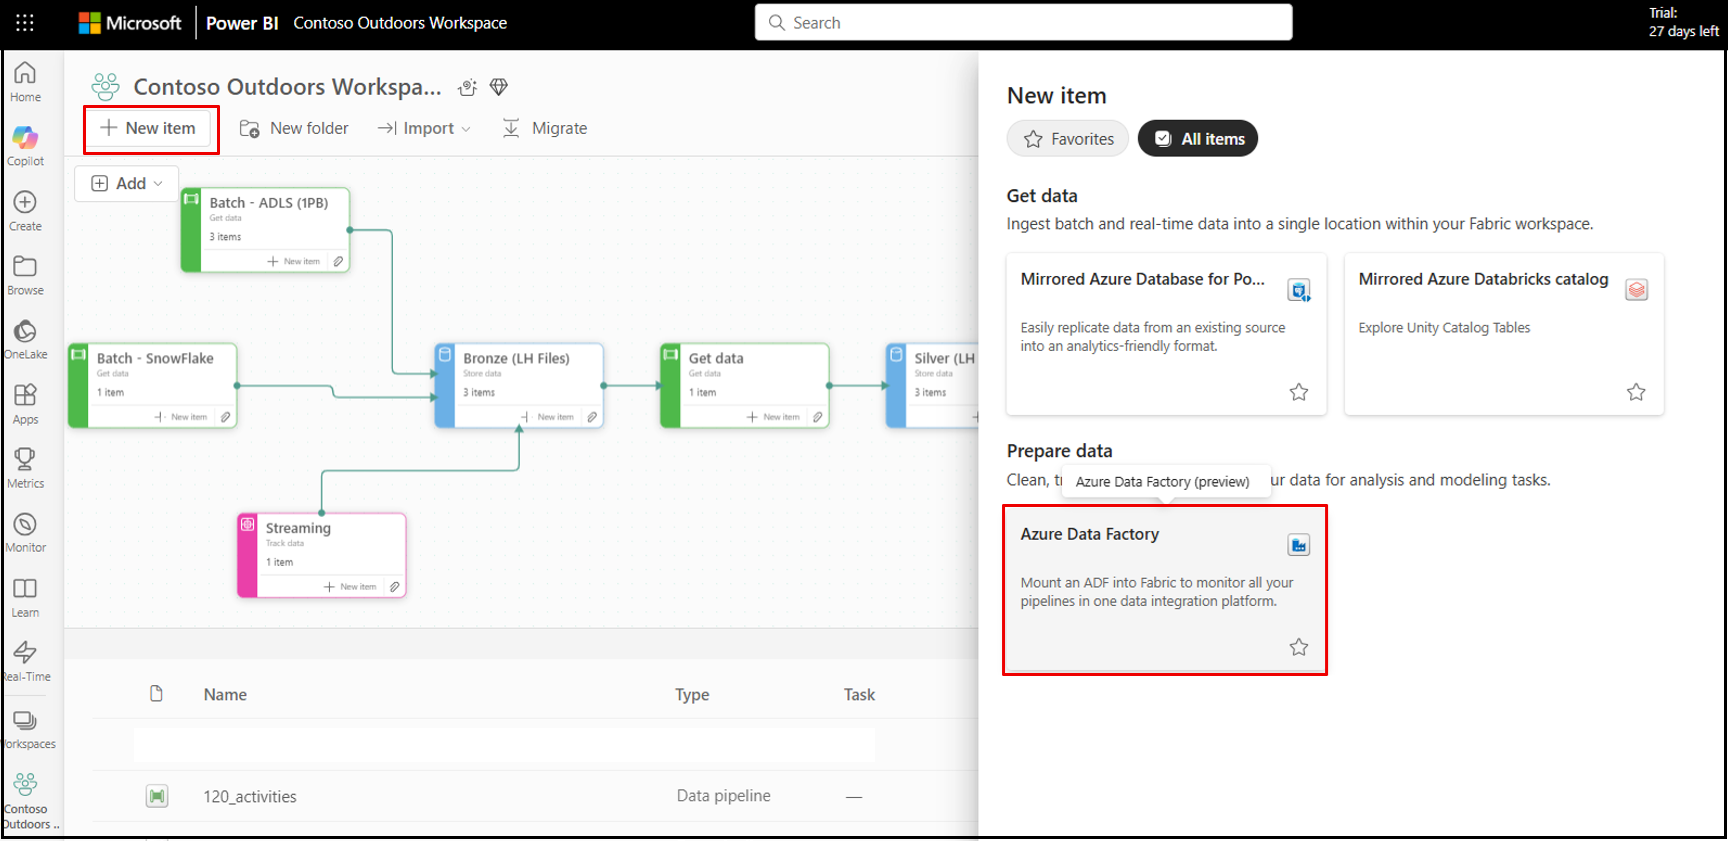 Microsoft
Power BI
Contoso Outdoors Workspace
Search
Trial:
27 days left
Home
Copilot
Create
Browse
OneLake
Apps
Metrics
Monitor
Learn
Real-Time
Workspaces
Contoso
Outdoors ..
Contoso Outdoors Workspa...
New item
New folder
Import
Migrate
Add
Batch - ADLS (1PB)
Get data
3 items
New item
Batch - SnowFlake
Get data
1 item
New item
Bronze (LH Files)
Store data
3 items
New item
Get data
Get data
1 item
New item
Silver (LH
Store data
3 items
Streaming
Track data
1 item
New item
Name
Type
Task
120_activities
Data pipeline
—
New item
Favorites
All items
Get data
Ingest batch and real-time data into a single location within your Fabric workspace.
Mirrored Azure Database for Po...
Easily replicate data from an existing source
into an analytics-friendly format.
Mirrored Azure Databricks catalog
Explore Unity Catalog Tables
Prepare data
Clean, t
Azure Data Factory (preview)
ur data for analysis and modeling tasks.
Azure Data Factory
Mount an ADF into Fabric to monitor all your
pipelines in one data integration platform.